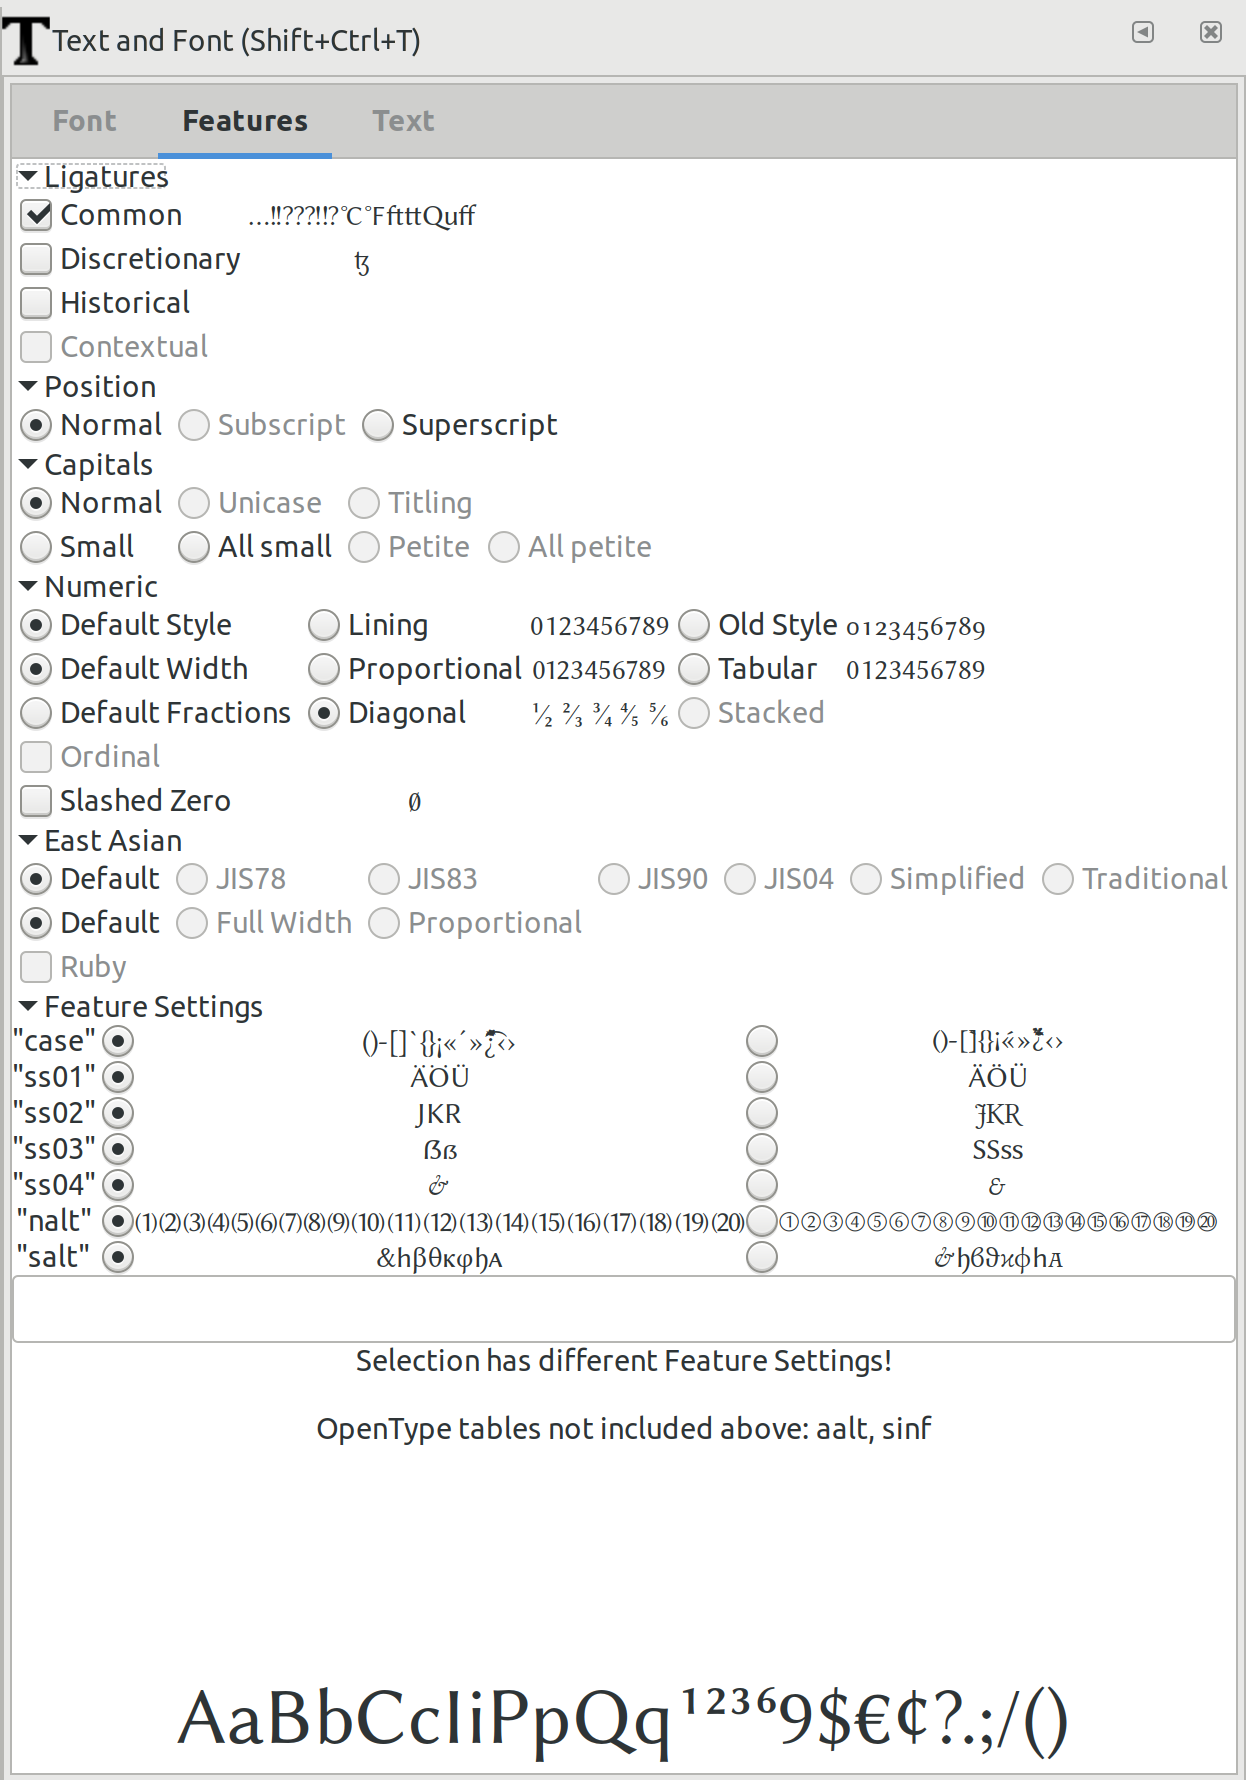 Text and Font (Shift+Ctrl+T)
Font Features Text
Ligatures
Common …‼⁇⁈⁉℃℉ftttQuff
Discretionary ꜩ
Historical
Contextual
Position
Normal Subscript Superscript
Capitals
Normal Unicase Titling
Small All small Petite All petite
Numeric
Default Style Lining 0123456789 Old Style 0123456789
Default Width Proportional 0123456789 Tabular 0123456789
Default Fractions Diagonal ½ ⅔ ¾ ⅘ ⅚ Stacked
Ordinal
Slashed Zero 0
East Asian
Default JIS78 JIS83 JIS90 JIS04 Simplified Traditional
Default Full Width Proportional
Ruby
Feature Settings
"case" ()-[]`{}¡«´»¿‹› ()-[]{}¡«´»¿‹›
"ss01" ÄÖÜ ÄÖÜ
"ss02" JKR JKR
"ss03" ẞß SSss
"ss04" & &
"nalt" (1)(2)(3)(4)(5)(6)(7)(8)(9)(10)(11)(12)(13)(14)(15)(16)(17)(18)(19)(20) ①②③④⑤⑥⑦⑧⑨⑩⑪⑫⑬⑭⑮⑯⑰⑱⑲⑳
"salt" &hβθκφꜧᴀ &ꜧϐϑϰϕhᴀ
Selection has different Feature Settings!
OpenType tables not included above: aalt, sinf
AaBbCcIiPpQq¹²³⁶9$€¢?.;/()